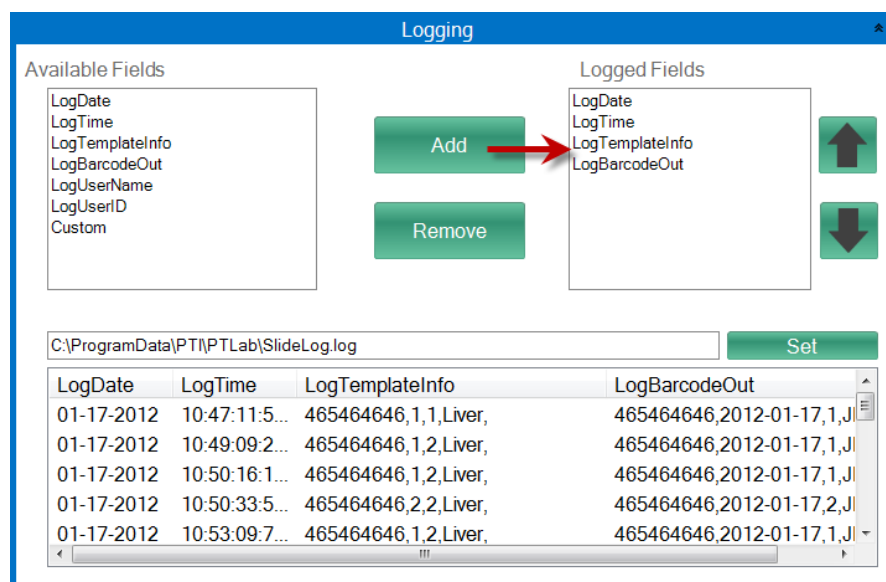 Logging
Available Fields
Logged Fields
LogDate
LogTime
LogTemplateInfo
LogBarcodeOut
LogUserName
LogUserID
Custom
Add
Remove
LogDate
LogTime
LogTemplateInfo
LogBarcodeOut
C:\ProgramData\PTI\PTLab\SlideLog.log
Set
LogDate LogTime LogTemplateInfo LogBarcodeOut
01-17-2012 10:47:11:5... 465464646,1,1,Liver, 465464646,2012-01-17,1,
01-17-2012 10:49:09:2... 465464646,1,2,Liver, 465464646,2012-01-17,1,
01-17-2012 10:50:16:1... 465464646,1,2,Liver, 465464646,2012-01-17,1,
01-17-2012 10:50:33:5... 465464646,2,2,Liver, 465464646,2012-01-17,2,
01-17-2012 10:53:09:7... 465464646,1,2,Liver, 465464646,2012-01-17,1,